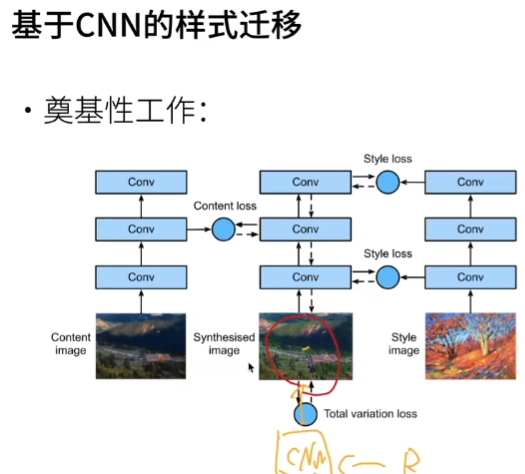 基于CNN的样式迁移
• 奠基性工作：
Style loss
Conv Conv Conv
Content loss
Conv Conv Conv
Style loss
Conv Conv Conv
Content image
Synthesised image
Style image
Total variation loss
CNN C — R